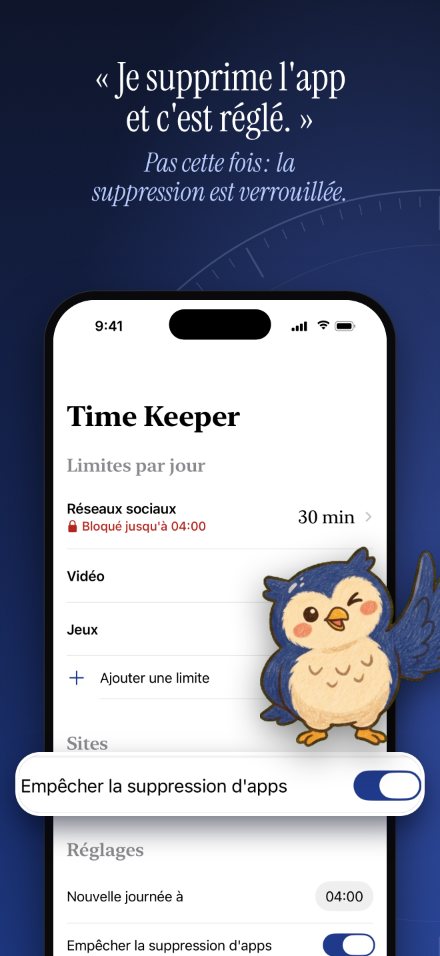 « Je supprime l'app
et c'est réglé. »
Pas cette fois : la
suppression est verrouillée.
9:41
Time Keeper
Limites par jour
Réseaux sociaux
30 min
Bloqué jusqu'à 04:00
Vidéo
Jeux
Ajouter une limite
Sites
Empêcher la suppression d'apps
Réglages
Nouvelle journée à
04:00
Empêcher la suppression d'apps